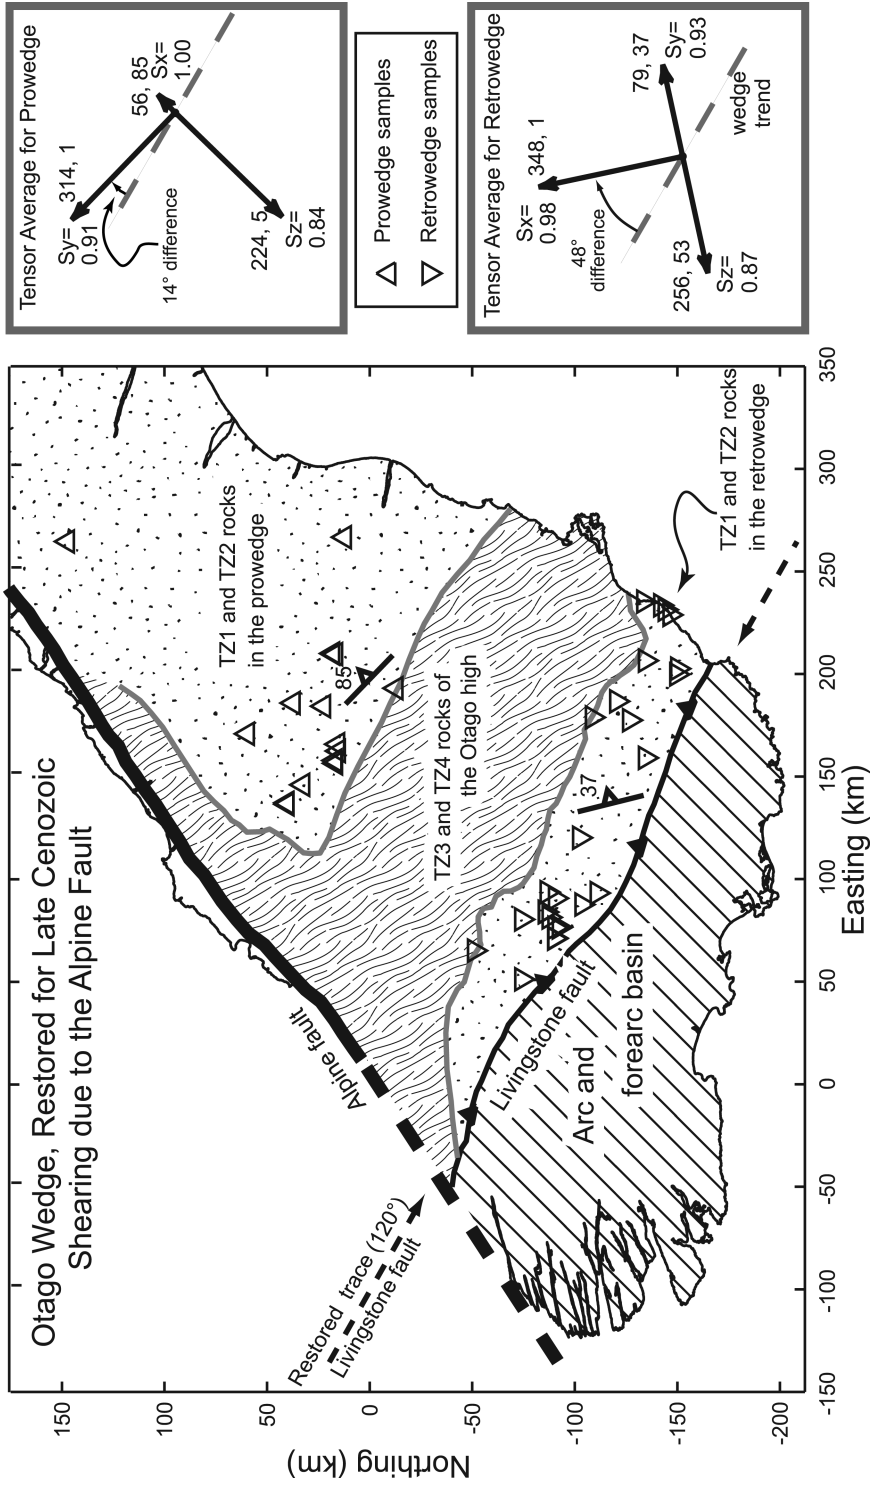 Otago Wedge, Restored for Late Cenozoic
Shearing due to the Alpine Fault
Northing (km)
150
100
50
0
-50
-100
-150
-200
-150
-100
-50
0
50
100
150
200
250
300
350
Easting (km)
Restored trace (120°)
Livingstone fault
Alpine fault
TZ1 and TZ2 rocks
in the prowedge
85
TZ3 and TZ4 rocks of
the Otago high
37
Livingstone fault
Arc and
forearc basin
TZ1 and TZ2 rocks
in the retrowedge
Tensor Average for Prowedge
Sy=
0.91
314, 1
56, 85
Sx=
1.00
14° difference
224, 5
Sz=
0.84
Prowedge samples
Retrowedge samples
Tensor Average for Retrowedge
Sx=
0.98
348, 1
79, 37
Sy=
0.93
48°
difference
256, 53
Sz=
0.87
wedge
trend